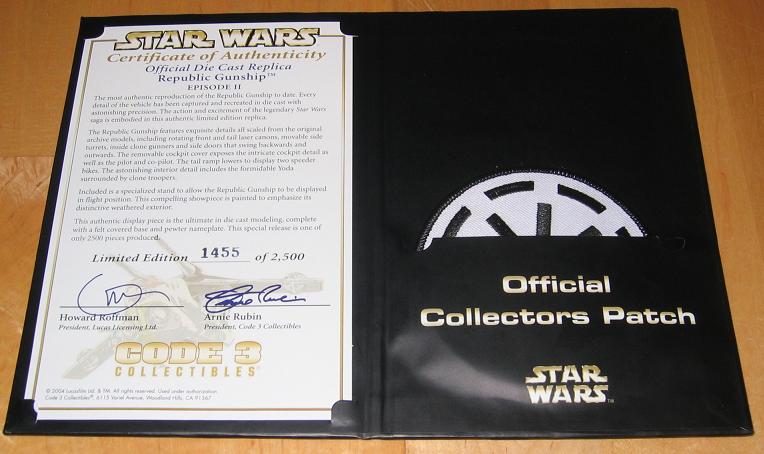 STAR WARS
Certificate of Authenticity
Official Die Cast Replica
Republic Gunship™
EPISODE II
The most authentic reproduction of the Republic Gunship to date. Every
detail of the vehicle has been captured and recreated in die cast with
astonishing precision. The action and excitement of the legendary Star Wars
saga is embodied in this authentic limited edition replica.
The Republic Gunship features exquisite details all scaled from the original
archive models, including rotating front and tail laser canons, movable side
turrets, inside clone gunners and side doors that swing backwards and
outwards. The removable cockpit cover exposes the intricate cockpit detail as
well as the pilot and co-pilot. The tail ramp lowers to display two speeder
bikes. The astonishing interior detail includes the formidable Yoda
surrounded by clone troopers.
Included is a specialized stand to allow the Republic Gunship to be displayed
in flight position. This compelling showpiece is painted to emphasize its
distinctive weathered exterior.
This authentic display piece is the ultimate in die cast modeling, complete
with a felt covered base and pewter nameplate. This special release is one
of only 2500 pieces produced.
Limited Edition 1455 of 2,500
Howard Roffman
President, Lucas Licensing Ltd.
Arnie Rubin
President, Code 3 Collectibles
CODE 3
COLLECTIBLES®
© 2004 Lucasfilm Ltd. & TM. All rights reserved. Used under authorization.
Code 3 Collectibles®. 6115 Variel Avenue, Woodland Hills, CA 91367
Official
Collectors Patch
STAR
WARS™